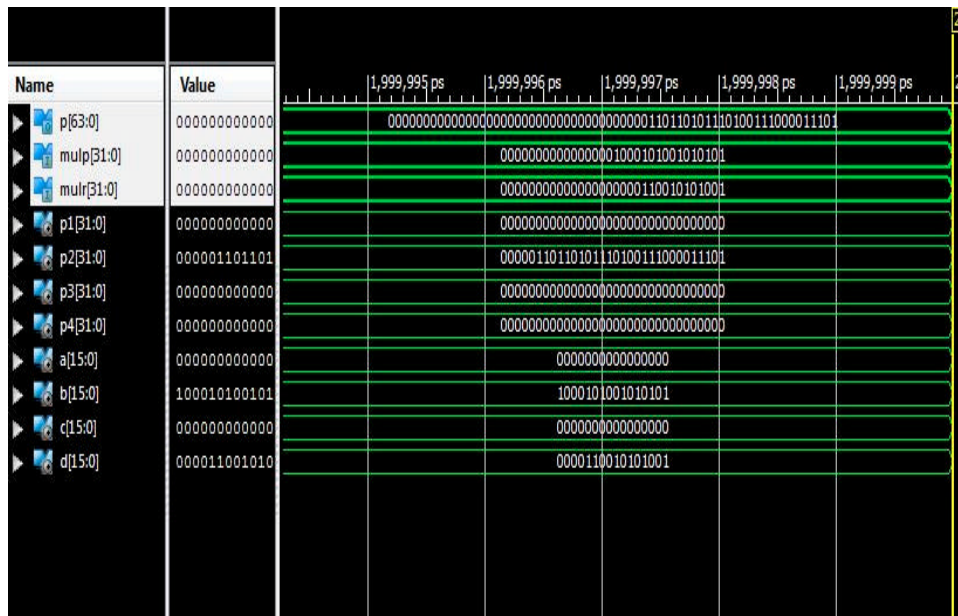 Name Value 1,999,995 ps 1,999,996 ps 1,999,997 ps 1,999,998 ps 1,999,999 ps
p[63:0] 000000000000 0000000000000000000000000000000000000110110101110100111000011101
mulp[31:0] 000000000000 00000000000000001000101001010101
mulr[31:0] 000000000000 00000000000000000000110010101001
p1[31:0] 000000000000 00000000000000000000000000000000
p2[31:0] 000001101101 00000110110101110100111000011101
p3[31:0] 000000000000 00000000000000000000000000000000
p4[31:0] 000000000000 00000000000000000000000000000000
a[15:0] 000000000000 0000000000000000
b[15:0] 100010100101 1000101001010101
c[15:0] 000000000000 0000000000000000
d[15:0] 000011001010 0000110010101001